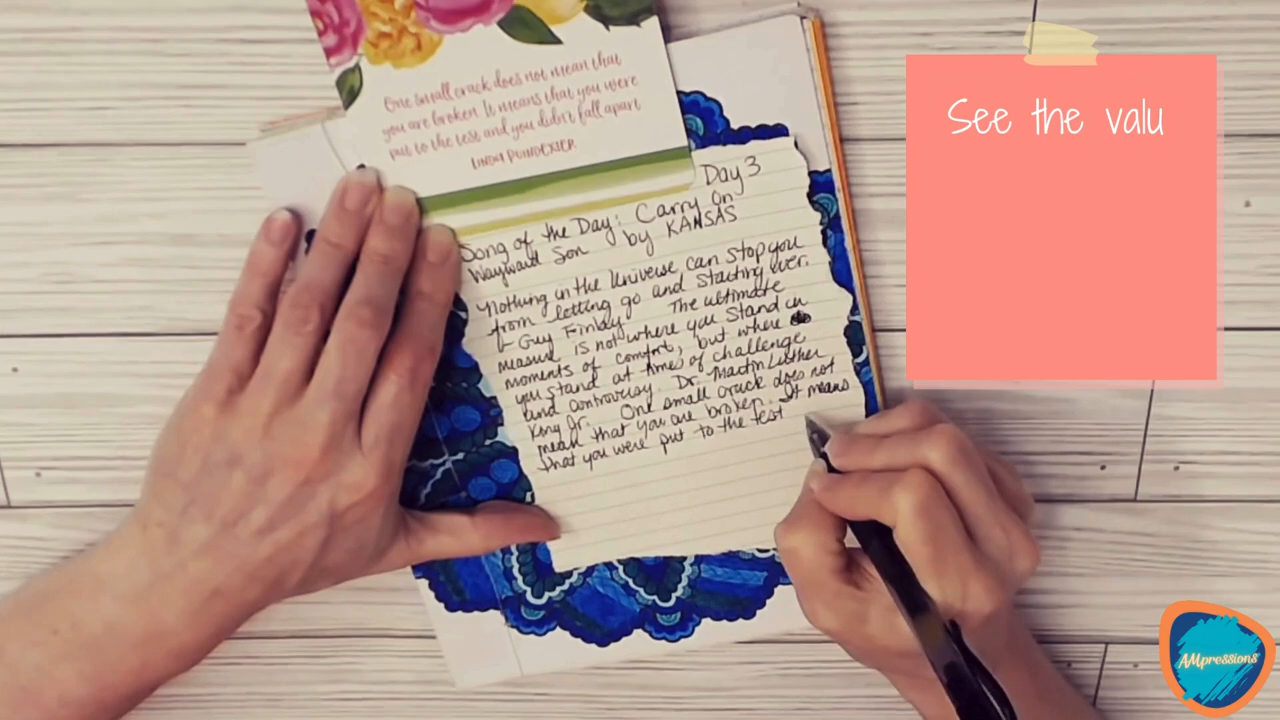 One small crack does not mean that
you are broken. It means that you were
put to the test and you didn't fall apart
LINDA POINDEXTER
Day 3
Song of the Day: Carry On
Wayward Son by KANSAS
Nothing in the Universe can stop you
from letting go and starting over.
- Guy Finley The ultimate
measure is not where you stand in
moments of comfort, but where
you stand at times of challenge
and controversy. Dr. Martin Luther
King Jr. One small crack does not
mean that you are broken. It means
that you were put to the test
See the valu
AMpressions